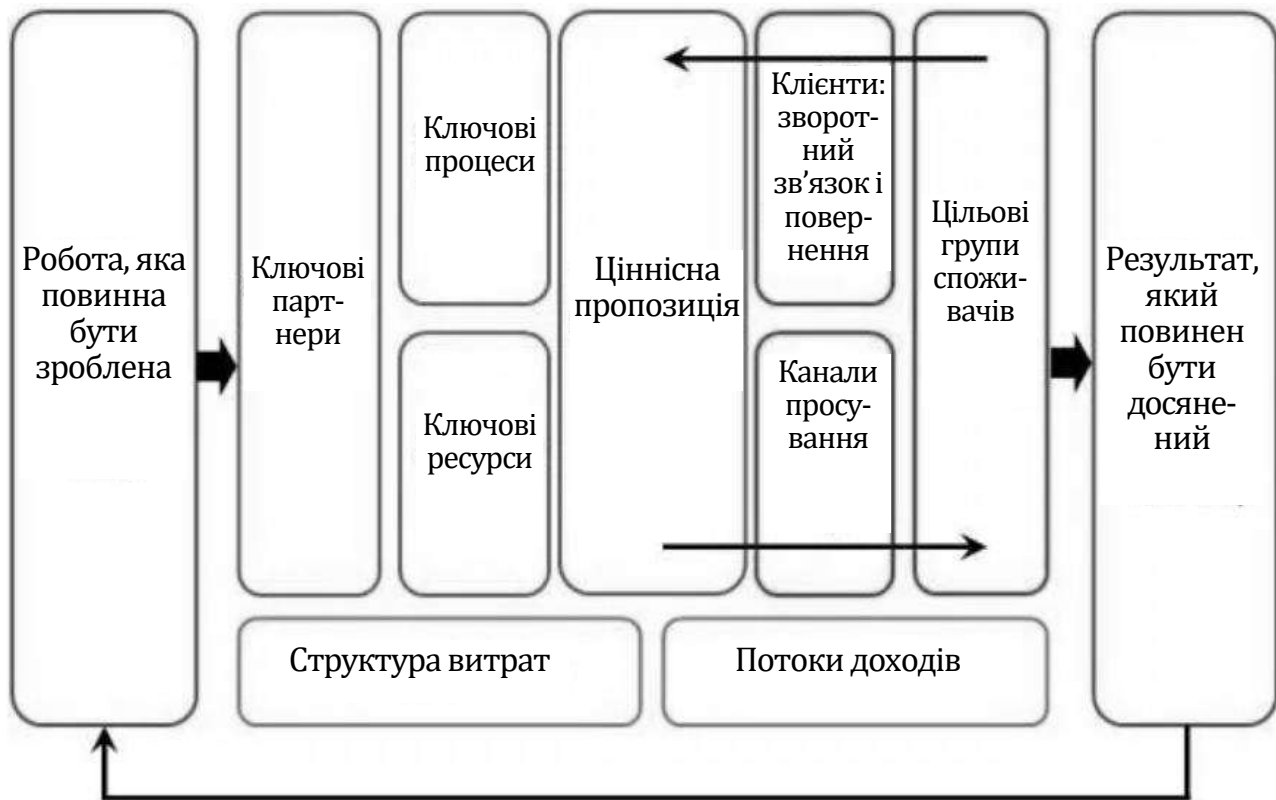 Робота, яка
повинна
бути
зроблена
Ключові
парт-
нери
Ключові
процеси
Ключові
ресурси
Ціннісна
пропозиція
Клієнти:
зворот-
ний
зв’язок і
повер-
нення
Канали
просу-
вання
Цільові
групи
спожи-
вачів
Результат,
який
повинен
бути
досяне-
ний
Структура витрат
Потоки доходів